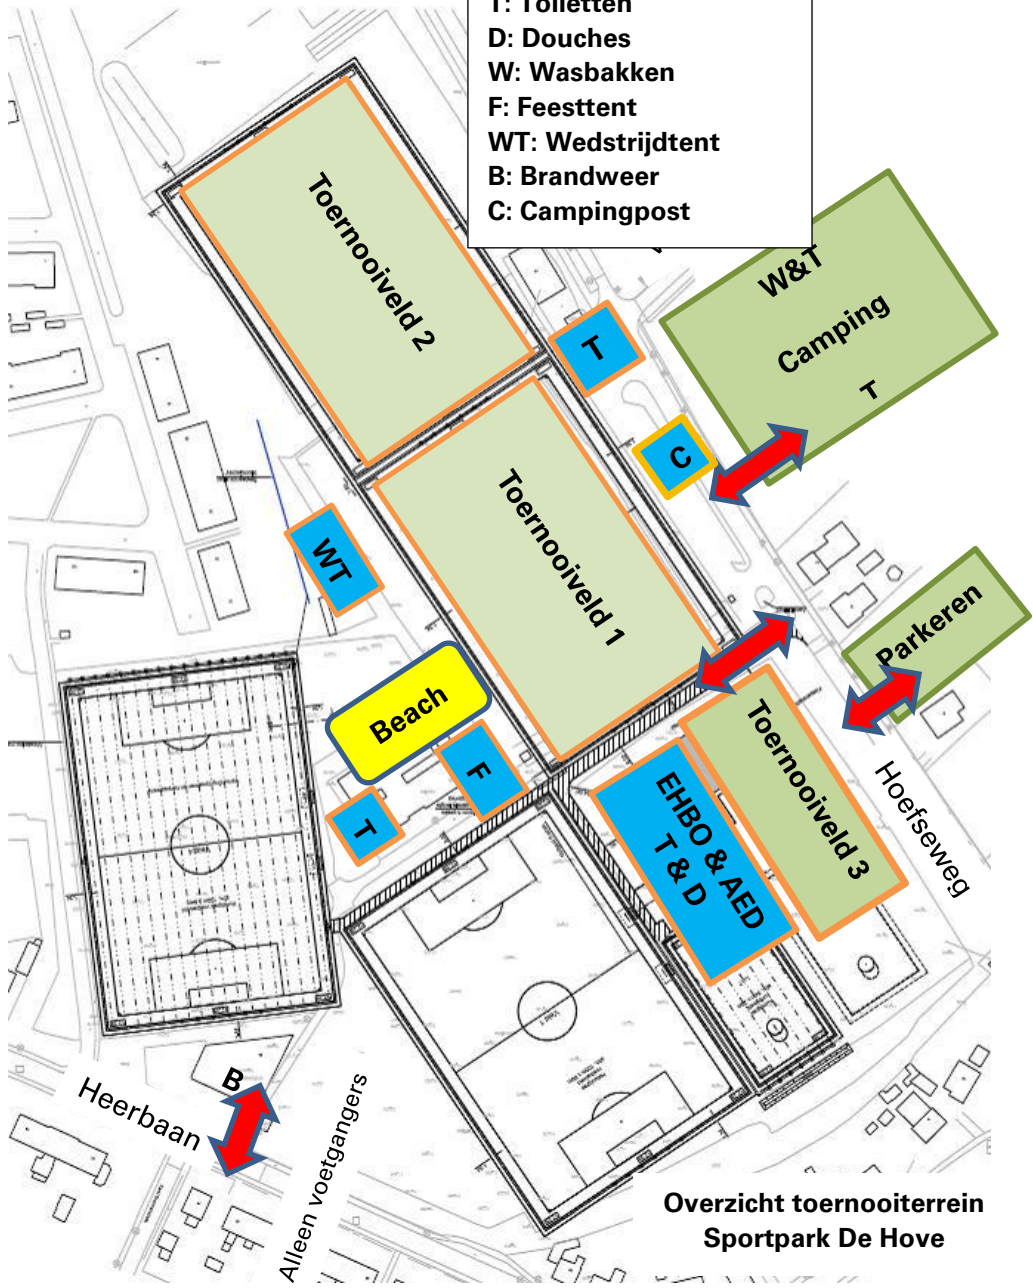 T: Toiletten
D: Douches
W: Wasbakken
F: Feesttent
WT: Wedstrijdtent
B: Brandweer
C: Campingpost
Toernooiveld 2
W&T
Camping
T
T
C
Toernooiveld 1
WT
Parkeren
Beach
F
T
Toernooiveld 3
EHBO & AED
T & D
Hoefseweg
B
Heerbaan
Alleen voetgangers
Overzicht toernooiterrein
Sportpark De Hove